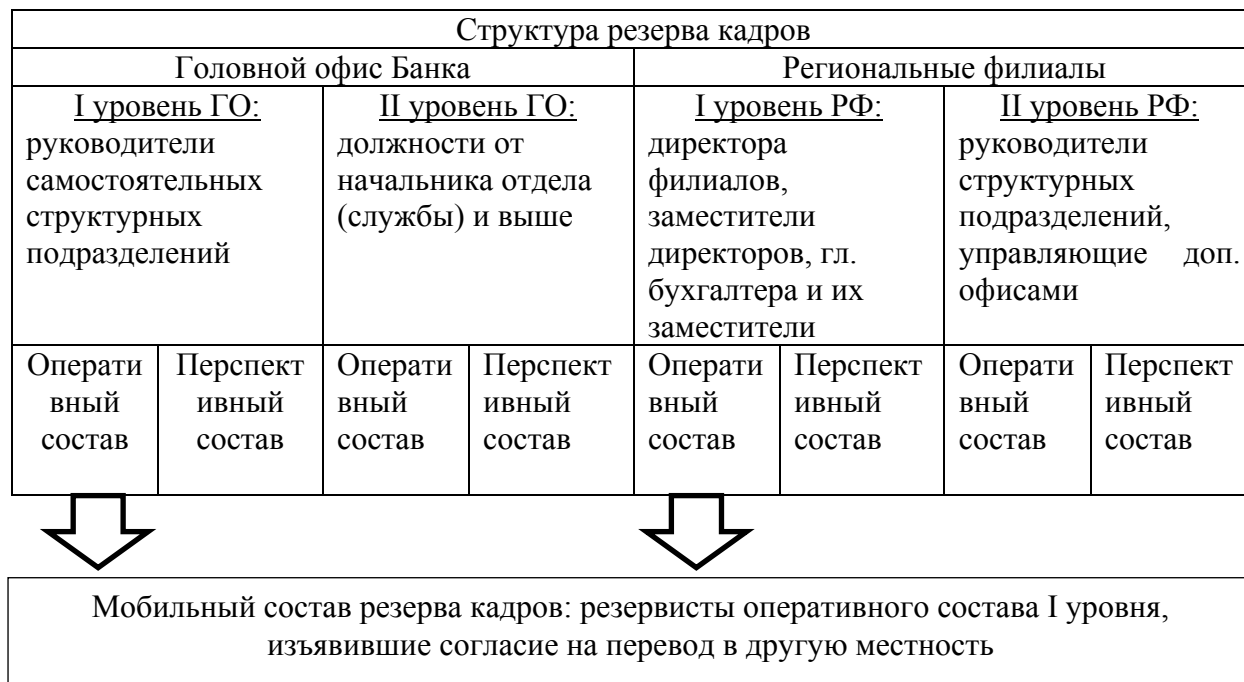 Структура резерва кадров
Головной офис Банка
Региональные филиалы
I уровень ГО:
руководители
самостоятельных
структурных
подразделений
II уровень ГО:
должности от
начальника отдела
(службы) и выше
I уровень РФ:
директора
филиалов,
заместители
директоров, гл.
бухгалтера и их
заместители
II уровень РФ:
руководители
структурных
подразделений,
управляющие доп.
офисами
Операти
вный
состав
Перспект
ивный
состав
Операти
вный
состав
Перспект
ивный
состав
Операти
вный
состав
Перспект
ивный
состав
Операти
вный
состав
Перспект
ивный
состав
Мобильный состав резерва кадров: резервисты оперативного состава I уровня,
изъявившие согласие на перевод в другую местность